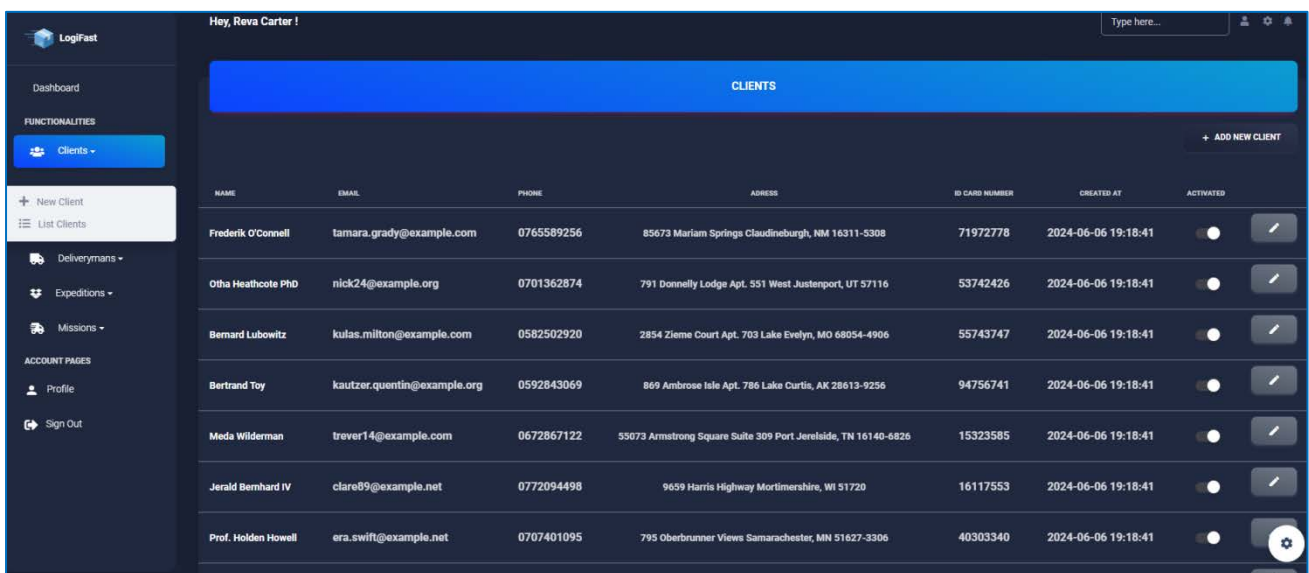 LogiFast
Hey, Reva Carter !
Type here...
Dashboard
FUNCTIONALITIES
Clients
New Client
List Clients
Deliverymans
Expeditions
Missions
ACCOUNT PAGES
Profile
Sign Out
CLIENTS
+ ADD NEW CLIENT
NAME EMAIL PHONE ADRESS ID CARD NUMBER CREATED AT ACTIVATED
Frederik O'Connell tamara.grady@example.com 0765589256 85673 Mariam Springs Claudineburgh, NM 16311-5308 71972778 2024-06-06 19:18:41
Otha Heathcote PhD nick24@example.org 0701362874 791 Donnelly Lodge Apt. 551 West Justenport, UT 57116 53742426 2024-06-06 19:18:41
Bernard Lubowitz kulas.milton@example.com 0582502920 2854 Zieme Court Apt. 703 Lake Evelyn, MO 68054-4906 55743747 2024-06-06 19:18:41
Bertrand Toy kautzer.quentin@example.org 0592843069 869 Ambrose Isle Apt. 786 Lake Curtis, AK 28613-9256 94756741 2024-06-06 19:18:41
Meda Wilderman trever14@example.com 0672867122 55073 Armstrong Square Suite 309 Port Jerelside, TN 16140-6826 15323585 2024-06-06 19:18:41
Jerald Bernhard IV clare89@example.net 0772094498 9659 Harris Highway Mortimershire, WI 51720 16117553 2024-06-06 19:18:41
Prof. Holden Howell era.swift@example.net 0707401095 795 Oberbrunner Views Samarachester, MN 51627-3306 40303340 2024-06-06 19:18:41